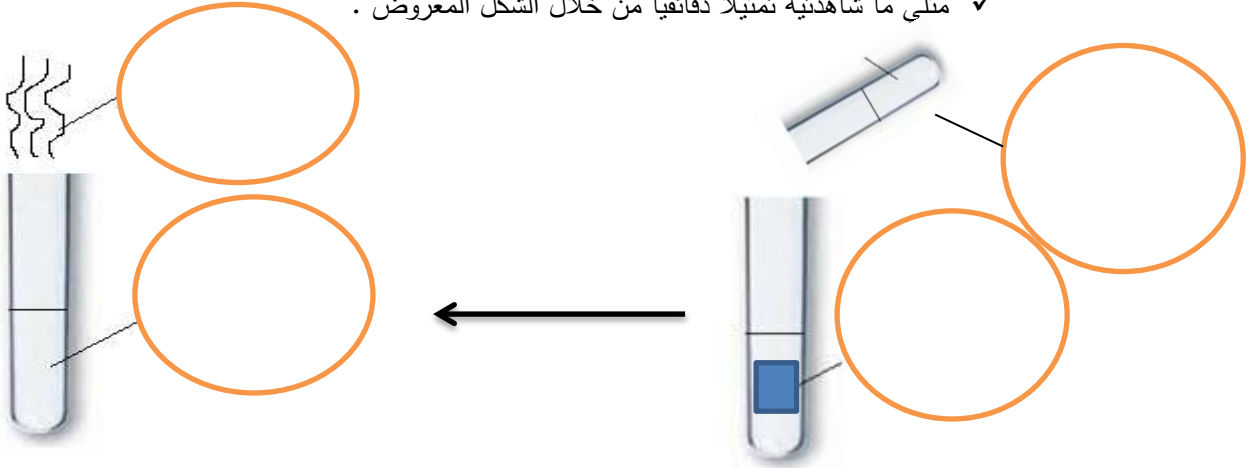 ✓ مثلي ما شاهدتيه تمثيلا دقائقيا من خلال الشكل المعروض .